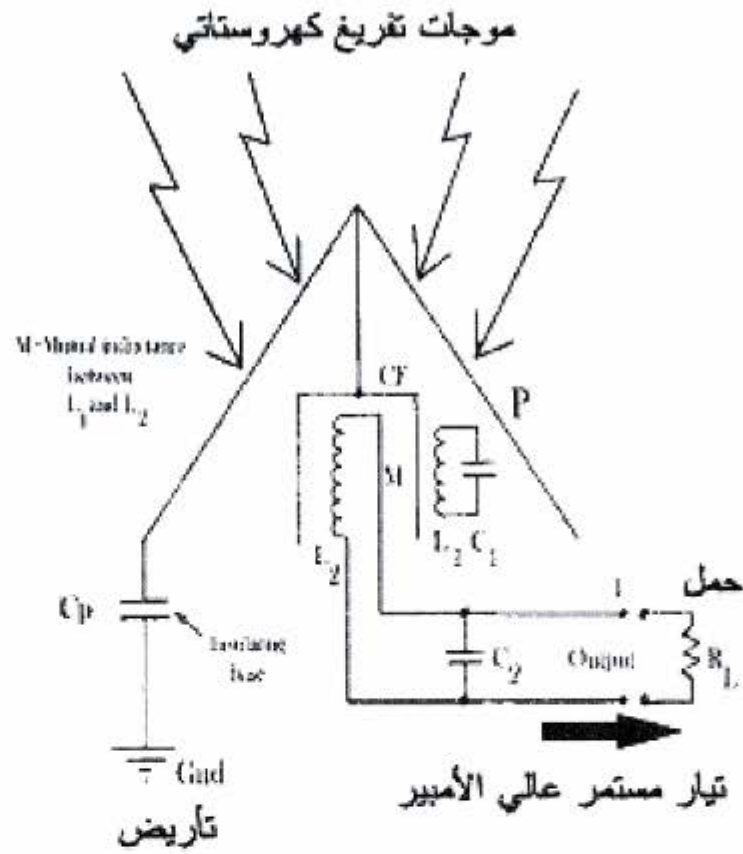 موجات تفريغ كهروستاتي
M=Mutual inductance
between
L1 and L2
CF
P
M
L2
L1 C1
Cp
Insulating
base
C2
I
حمل
Output
RL
Gnd
تأريض
تيار مستمر عالي الأمبير